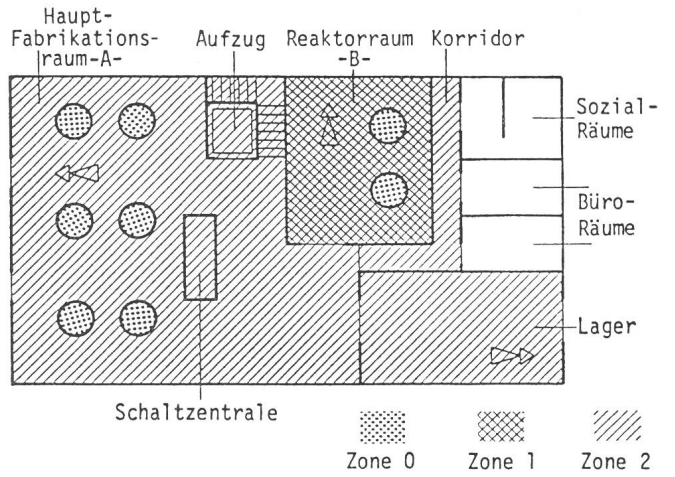 Haupt-
Fabrikations-
raum-A-
Aufzug
Reaktorraum
-B-
Korridor
Sozial-
Räume
Büro-
Räume
Lager
Schaltzentrale
Zone 0
Zone 1
Zone 2